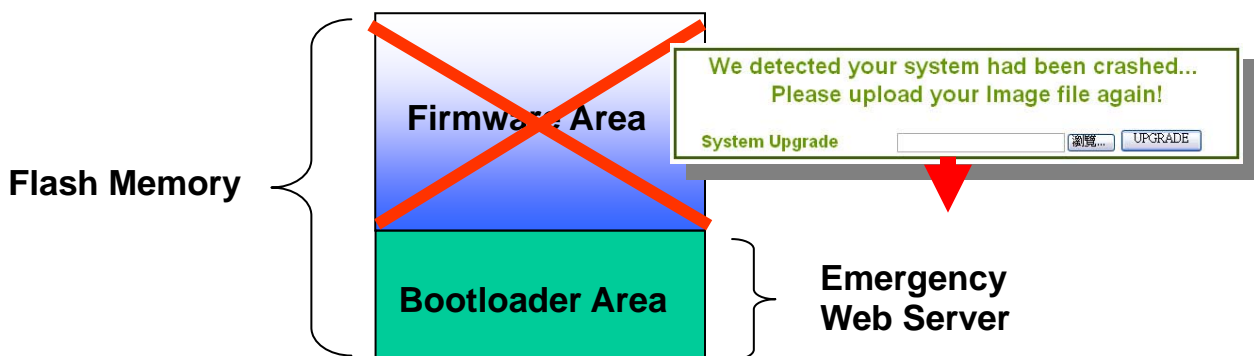 We detected your system had been crashed...
Please upload your Image file again!
Firmware Area
System Upgrade 瀏覽... UPGRADE
Flash Memory
Bootloader Area
Emergency
Web Server